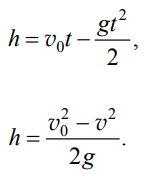 h = v₀t − gt²/2,
h = (v₀² − v²)/2g.